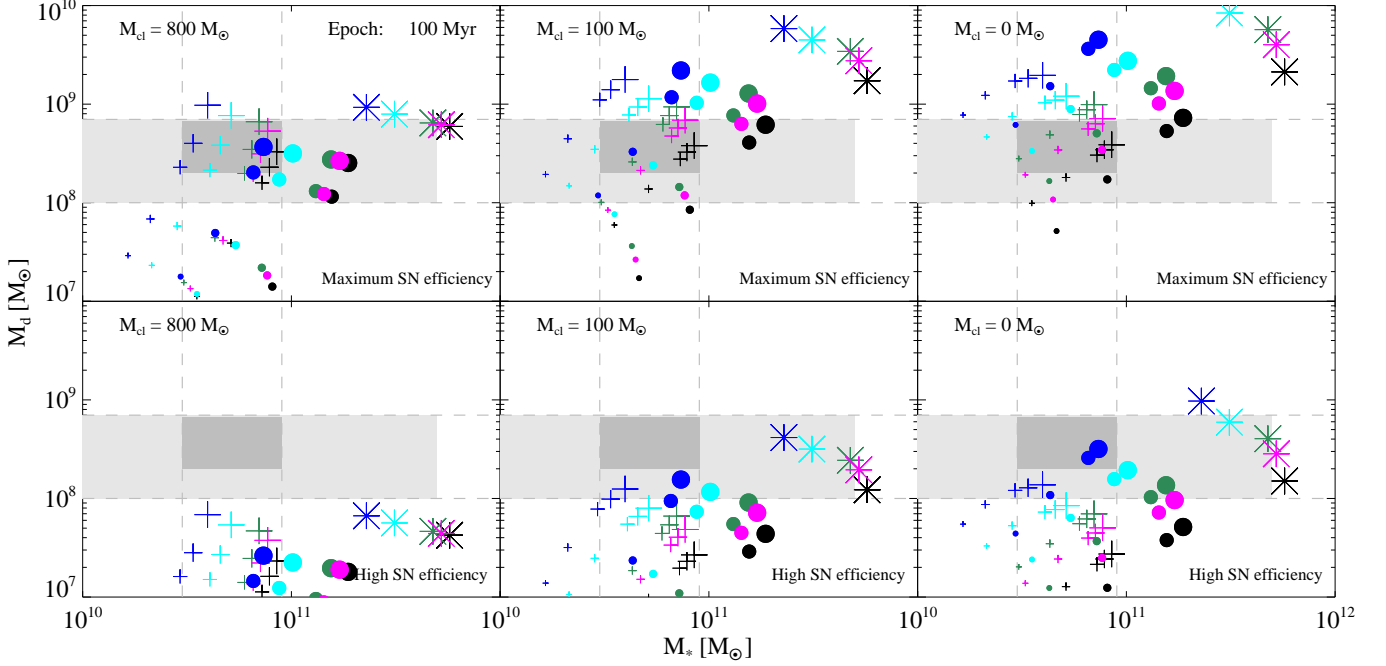 M_cl = 800 M_⊙
Epoch: 100 Myr
M_cl = 100 M_⊙
M_cl = 0 M_⊙
10^10
10^9
10^8
10^7
Maximum SN efficiency
Maximum SN efficiency
Maximum SN efficiency
M_d [M_⊙]
M_cl = 800 M_⊙
M_cl = 100 M_⊙
M_cl = 0 M_⊙
10^9
10^8
10^7
High SN efficiency
High SN efficiency
High SN efficiency
10^10
10^11
10^10
10^11
10^10
10^11
10^12
M_* [M_⊙]